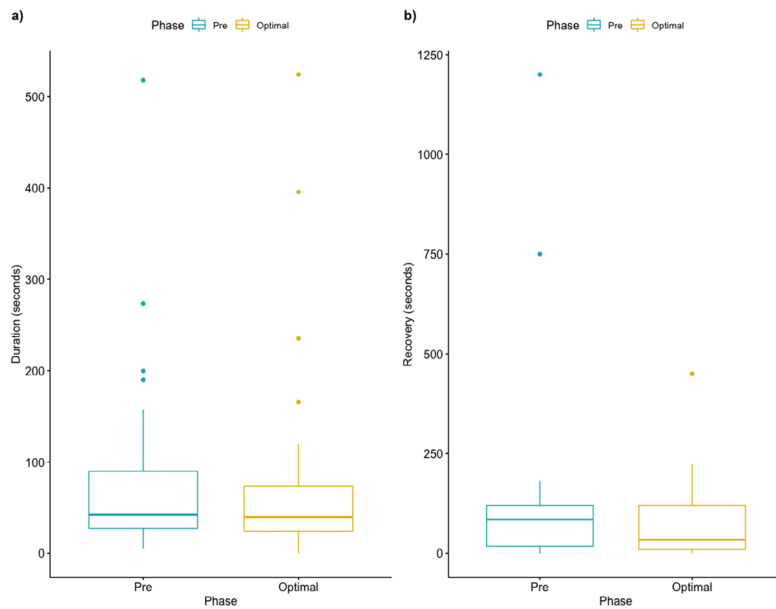 a)
Phase Pre Optimal
500
400
300
200
100
0
Duration (seconds)
Pre Optimal
Phase
b)
Phase Pre Optimal
1250
1000
750
500
250
0
Recovery (seconds)
Pre Optimal
Phase